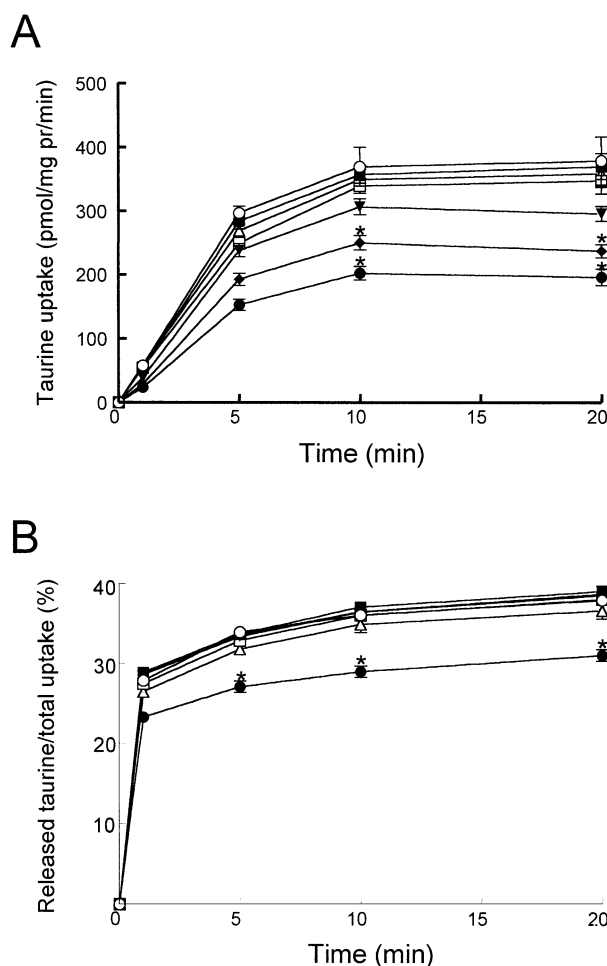 A
Taurine uptake (pmol/mg pr/min)
500
400
300
200
100
0
* *
* *
0 5 10 15 20
Time (min)
B
Released taurine/total uptake (%)
40
30
20
10
* * *
0 5 10 15 20
Time (min)